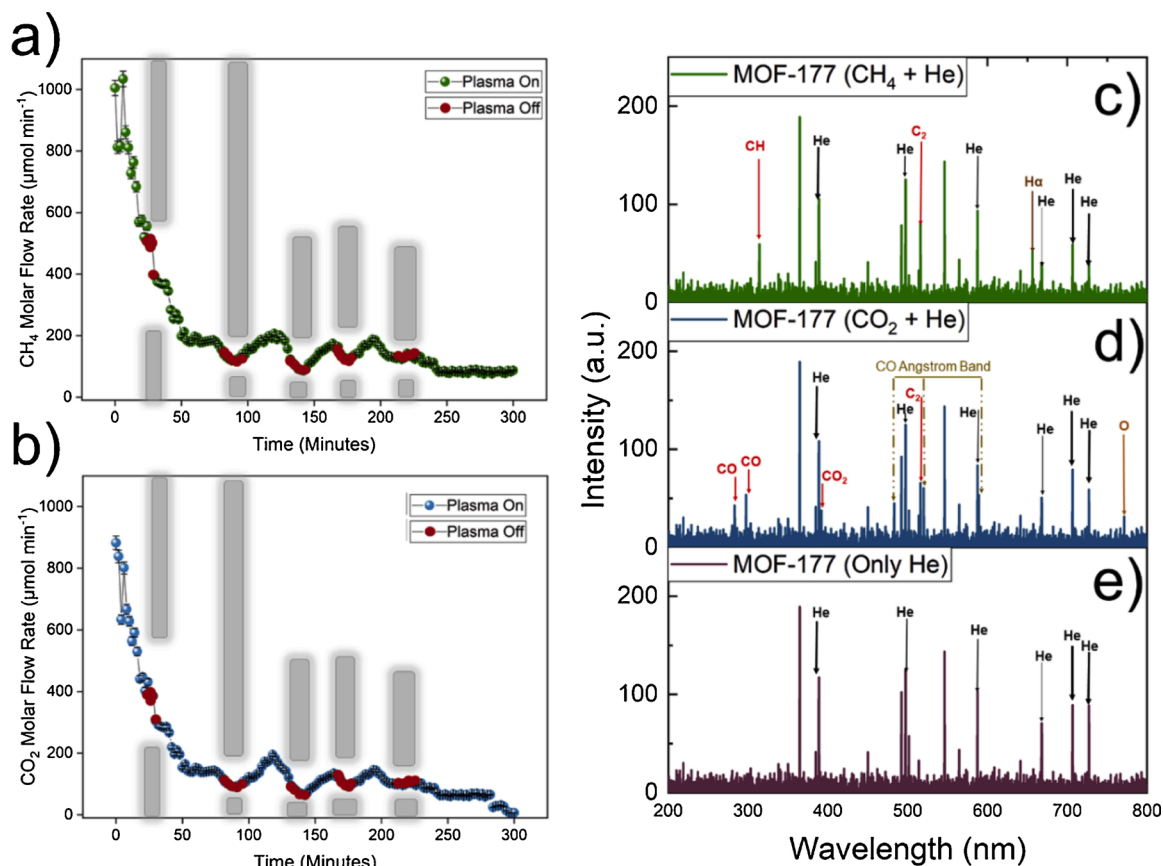 a)
Plasma On
Plasma Off
1000
800
600
400
200
0
0 50 100 150 200 250 300
Time (Minutes)
CH₄ Molar Flow Rate (μmol min⁻¹)
b)
Plasma On
Plasma Off
1000
800
600
400
200
0
0 50 100 150 200 250 300
Time (Minutes)
CO₂ Molar Flow Rate (μmol min⁻¹)
MOF-177 (CH₄ + He)
c)
200
100
0
CH
He
He
C₂
He
Hα
He
He
He
MOF-177 (CO₂ + He)
d)
200
100
0
CO Angstrom Band
CO
CO
He
CO₂
He
C₂
He
He
He
He
O
MOF-177 (Only He)
e)
200
100
0
He
He
He
He
He
He
200 300 400 500 600 700 800
Wavelength (nm)
Intensity (a.u.)